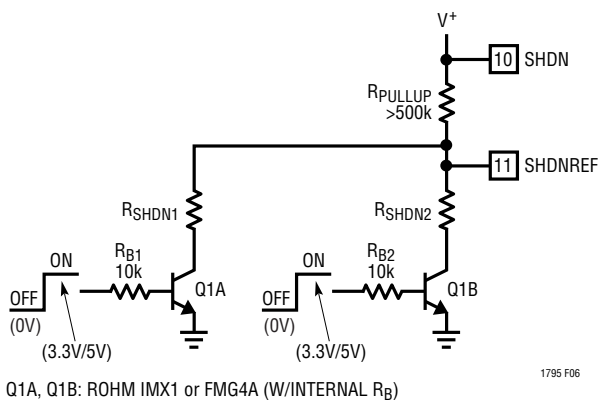 V+
10 SHDN
RPULLUP
>500k
11 SHDNREF
RSHDN1
RSHDN2
ON
RB1
10k
Q1A
OFF
(0V)
(3.3V/5V)
ON
RB2
10k
Q1B
OFF
(0V)
(3.3V/5V)
1795 F06
Q1A, Q1B: ROHM IMX1 or FMG4A (W/INTERNAL RB)